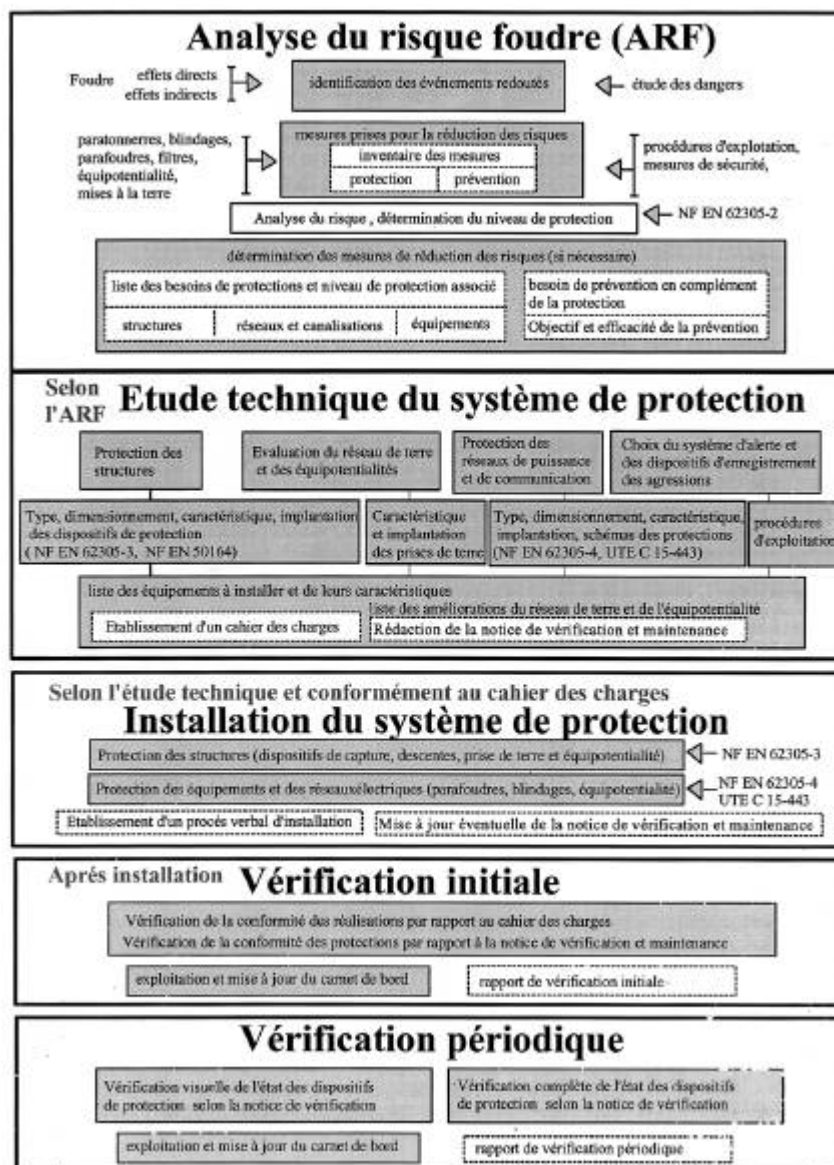 Analyse du risque foudre (ARF)
Foudre
effets directs
effets indirects
identification des événements redoutés
étude des dangers
paratonnerres, blindages,
parafoudres, filtres,
équipotentialité,
mises à la terre
mesures prises pour la réduction des risques
inventaire des mesures
protection
prévention
procédures d'explotation,
mesures de sécurité,
Analyse du risque , détermination du niveau de protection
NF EN 62305-2
détermination des mesures de réduction des risques (si nécessaire)
liste des besoins de protections et niveau de protection associé
structures
réseaux et canalisations
équipements
besoin de prévention en complément
de la protection
Objectif et efficacité de la prévention
Selon
l'ARF
Etude technique du système de protection
Protection des
structures
Evaluation du réseau de terre
et des équipotentialités
Protection des
réseaux de puissance
et de communication
Choix du système d'alerte et
des dispositifs d'enregistrement
des agressions
Type, dimensionnement, caractéristique, implantation
des dispositifs de protection
( NF EN 62305-3, NF EN 50164)
Caractéristique
et implantation
des prises de terre
Type, dimensionnement, caractéristique,
implantation, schémas des protections
(NF EN 62305-4, UTE C 15-443)
procédures
d'exploitation
liste des équipements à installer et de leurs caractéristiques
liste des améliorations du réseau de terre et de l'équipotentialité
Etablissement d'un cahier des charges
Rédaction de la notice de vérification et maintenance
Selon l'étude technique et conformément au cahier des charges
Installation du système de protection
Protection des structures (dispositifs de capture, descentes, prise de terre et équipotentialité)
NF EN 62305-3
Protection des équipements et des réseauxélectriques (parafoudres, blindages, équipotentialité)
NF EN 62305-4
UTE C 15-443
Etablissement d'un procés verbal d'installation
Mise à jour éventuelle de la notice de vérification et maintenance
Aprés installation
Vérification initiale
Vérification de la conformité des réalisations par rapport au cahier des charges
Vérification de la conformité des protections par rapport à la notice de vérification et maintenance
exploitation et mise à jour du carnet de bord
rapport de vérification initiale
Vérification périodique
Vérification visuelle de l'état des dispositifs
de protection selon la notice de vérification
Vérification complète de l'état des dispositifs
de protection selon la notice de vérification
exploitation et mise à jour du carnet de bord
rapport de vérification périodique